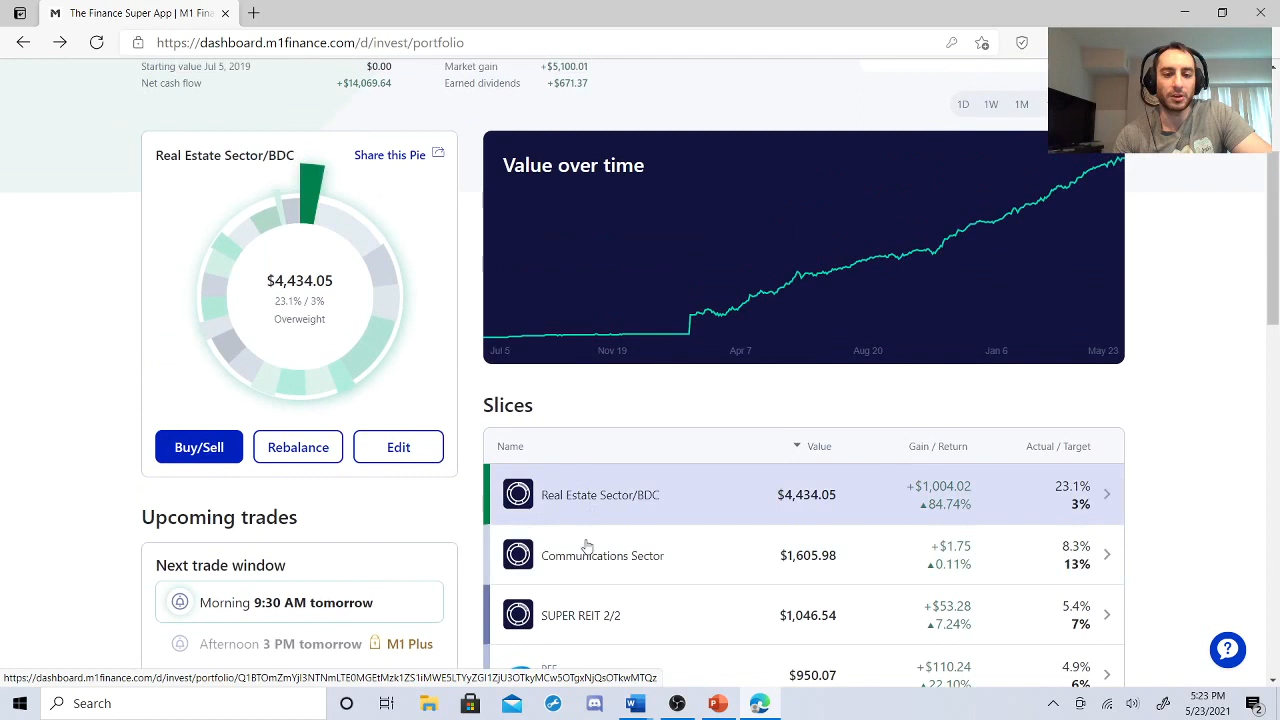 The Finance Super App | M1 Finance
https://dashboard.m1finance.com/d/invest/portfolio
Starting value Jul 5, 2019 $0.00 Market gain +$5,100.01
Net cash flow +$14,069.64 Earned dividends +$671.37
1D 1W 1M
Real Estate Sector/BDC Share this Pie
$4,434.05
23.1% / 3%
Overweight
Buy/Sell Rebalance Edit
Value over time
Jul 5 Nov 19 Apr 7 Aug 20 Jan 6 May 23
Slices
Name Value Gain / Return Actual / Target
Real Estate Sector/BDC $4,434.05 +$1,004.02 23.1%
84.74% 3%
Communications Sector $1,605.98 +$1.75 8.3%
0.11% 13%
SUPER REIT 2/2 $1,046.54 +$53.28 5.4%
7.24% 7%
$950.07 +$110.24 4.9%
22.10% 6%
Upcoming trades
Next trade window
Morning 9:30 AM tomorrow
Afternoon 3 PM tomorrow M1 Plus
Search
5:23 PM
5/23/2021
2